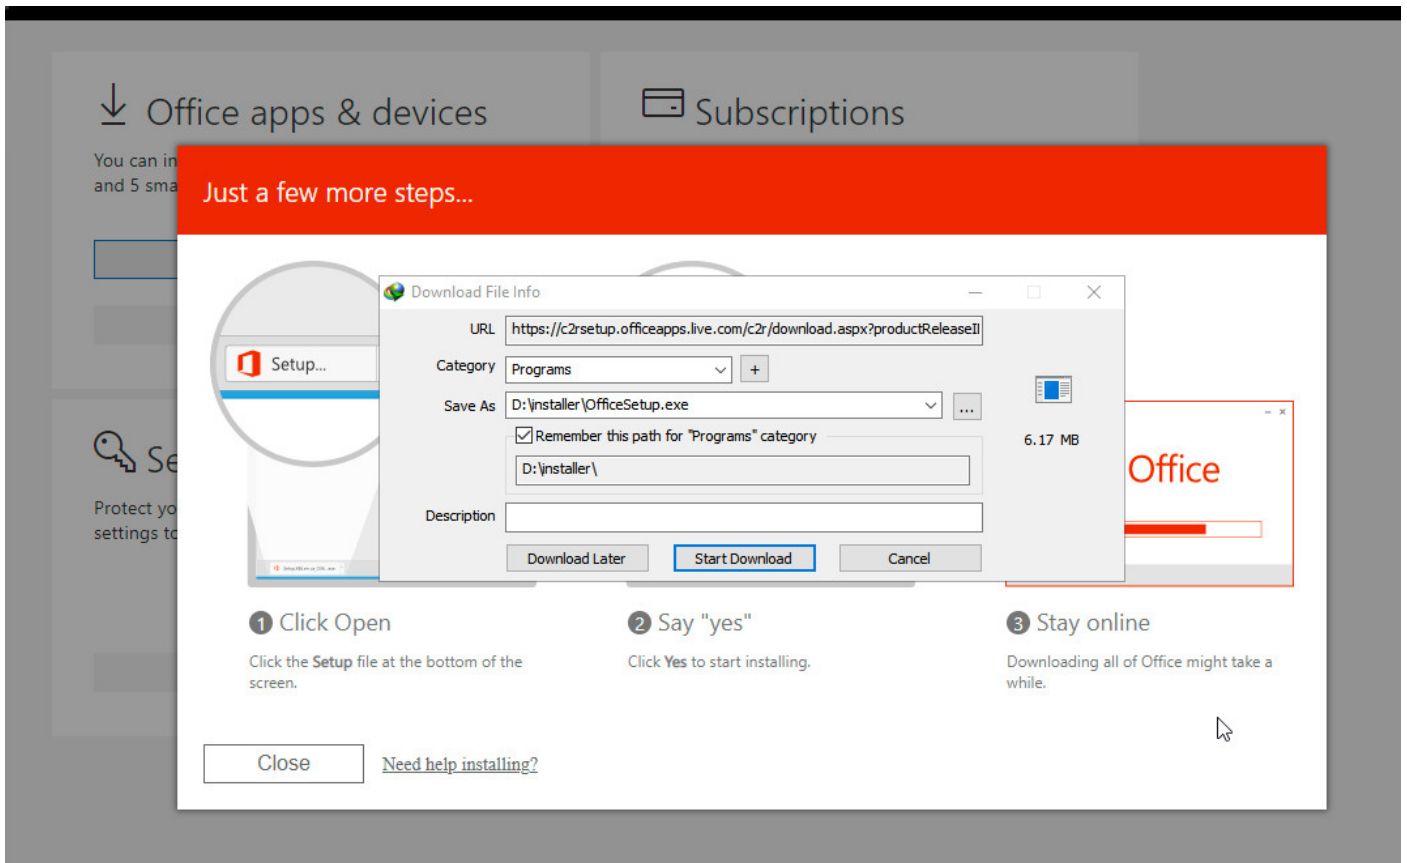 Office apps & devices
Subscriptions
You can in
and 5 sma
Just a few more steps...
Download File Info
URL https://c2rsetup.officeapps.live.com/c2r/download.aspx?productReleaseI
Setup...
Category Programs +
Save As D:\installer\OfficeSetup.exe ...
Remember this path for "Programs" category
6.17 MB
D:\installer\
Se
Office
Protect yo
settings to
Description
Download Later Start Download Cancel
1 Click Open
2 Say "yes"
3 Stay online
Click the Setup file at the bottom of the
screen.
Click Yes to start installing.
Downloading all of Office might take a
while.
Close Need help installing?